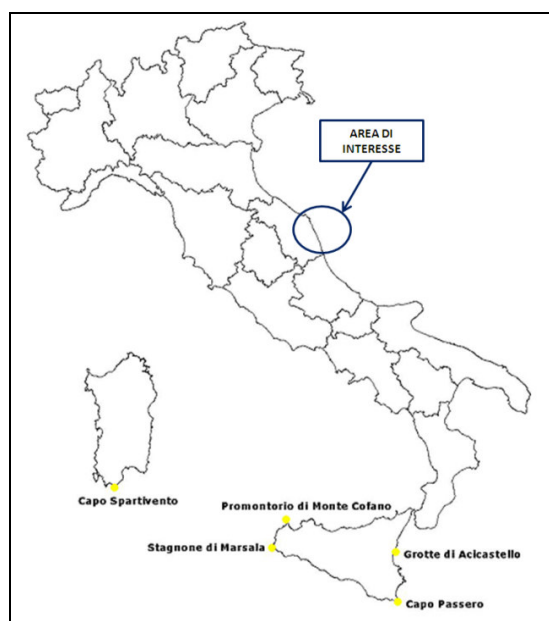 AREA DI
INTERESSE
Capo Spartivento
Promontorio di Monte Cofano
Stagnone di Marsala
Grotte di Acicastello
Capo Passero